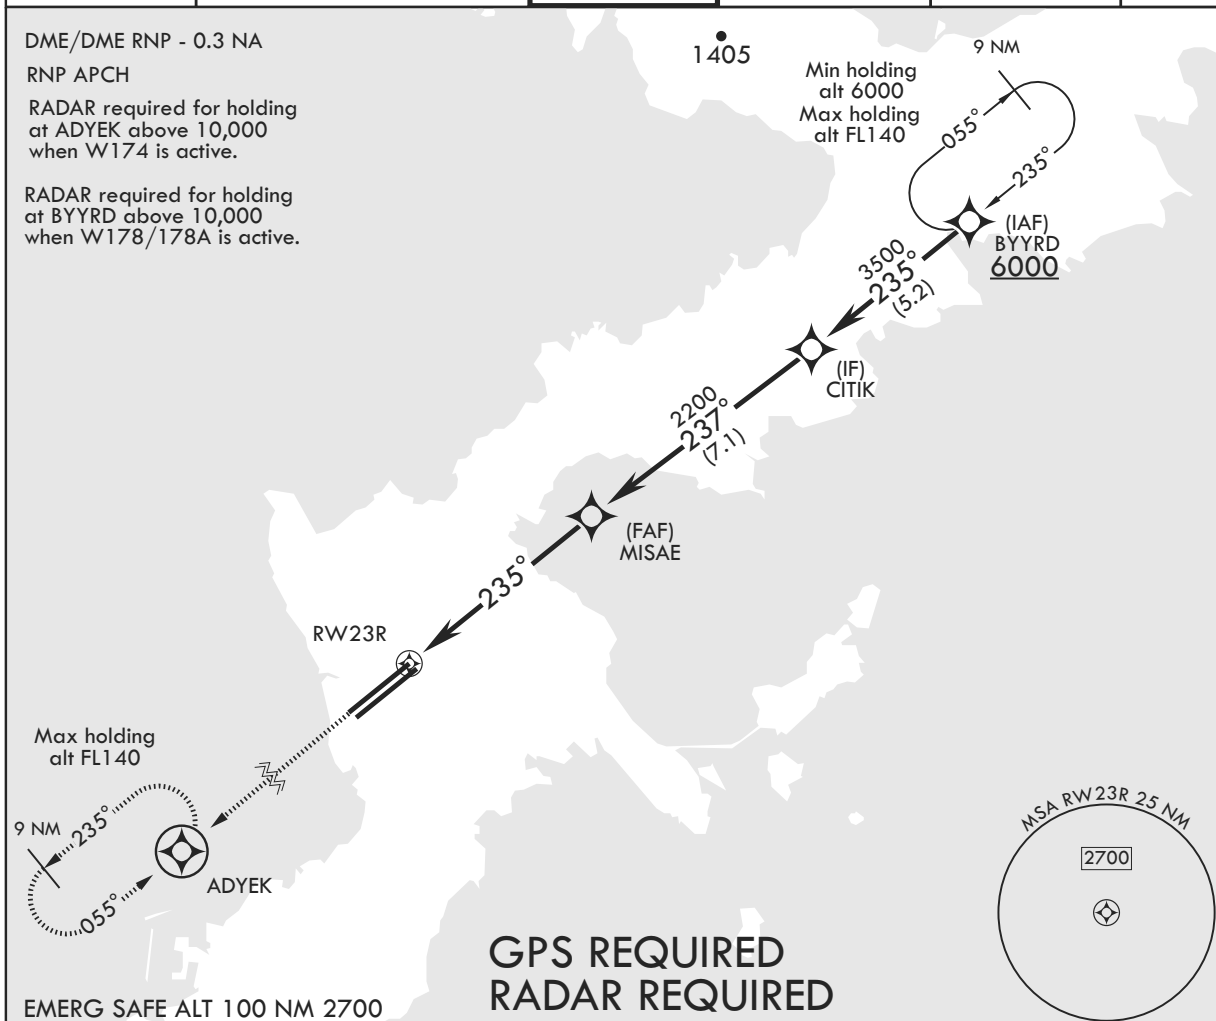 DME/DME RNP - 0.3 NA
RNP APCH
RADAR required for holding
at ADYEK above 10,000
when W174 is active.
RADAR required for holding
at BYYRD above 10,000
when W178/178A is active.
1405
9 NM
Min holding
alt 6000
Max holding
alt FL140
055°
235°
(IAF)
BYYRD
6000
3500
235°
(5.2)
(IF)
CITIK
2200
237°
(7.1)
(FAF)
MISAE
235°
RW23R
Max holding
alt FL140
9 NM
235°
055°
ADYEK
MSA RW23R 25 NM
2700
GPS REQUIRED
RADAR REQUIRED
EMERG SAFE ALT 100 NM 2700